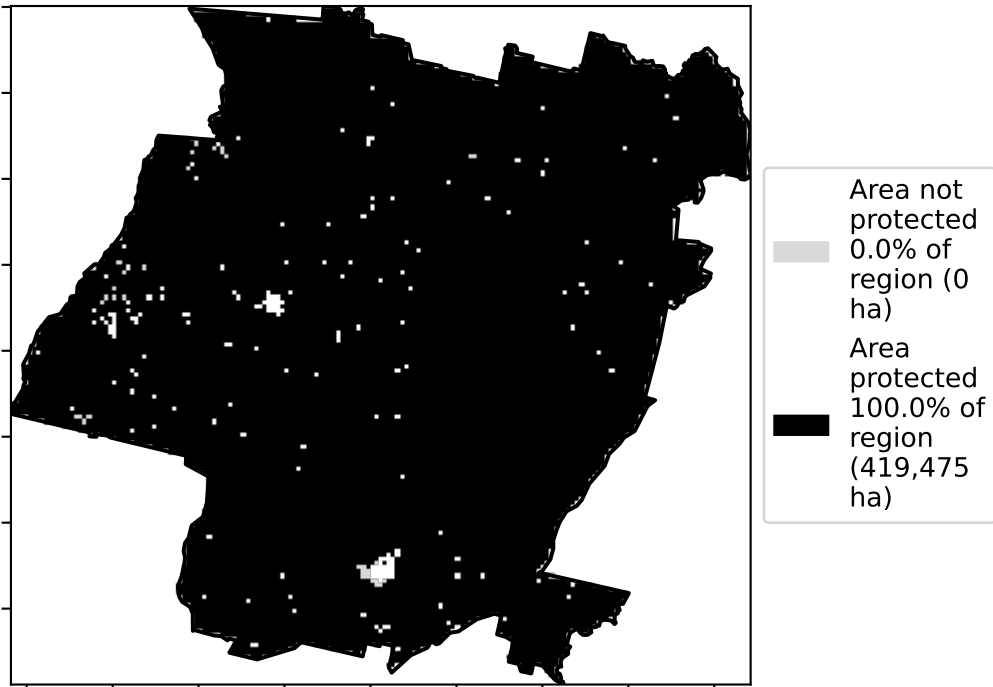 Area not
protected
0.0% of
region (0
ha)
Area
protected
100.0% of
region
(419,475
ha)